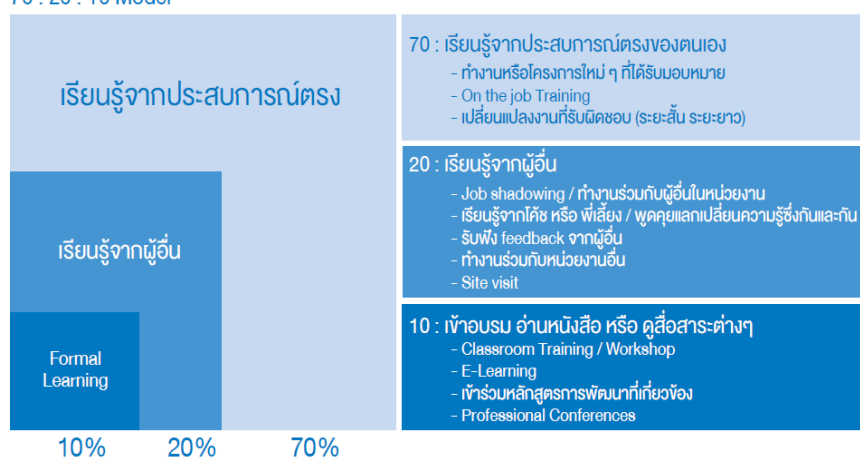 70 : 20 : 10 Model
เรียนรู้จากประสบการณ์ตรง
เรียนรู้จากผู้อื่น
Formal
Learning
10% 20% 70%
70 : เรียนรู้จากประสบการณ์ตรงของตนเอง
- ทำงานหรือโครงการใหม่ ๆ ที่ได้รับมอบหมาย
- On the job Training
- เปลี่ยนแปลงงานที่รับผิดชอบ (ระยะสั้น ระยะยาว)
20 : เรียนรู้จากผู้อื่น
- Job shadowing / ทำงานร่วมกับผู้อื่นในหน่วยงาน
- เรียนรู้จากโค้ช หรือ พี่เลี้ยง / พูดคุยแลกเปลี่ยนความรู้ซึ่งกันและกัน
- รับฟัง feedback จากผู้อื่น
- ทำงานร่วมกับหน่วยงานอื่น
- Site visit
10 : เข้าอบรม อ่านหนังสือ หรือ ดูสื่อสาระต่างๆ
- Classroom Training / Workshop
- E-Learning
- เข้าร่วมหลักสูตรการพัฒนาที่เกี่ยวข้อง
- Professional Conferences